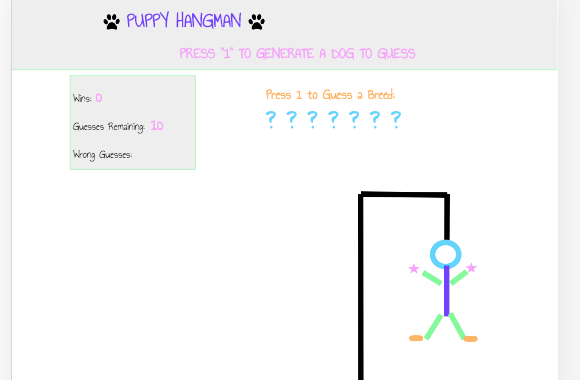 PUPPY HANGMAN
PRESS "1" TO GENERATE A DOG TO GUESS
Wins: 0
Guesses Remaining: 10
Wrong Guesses:
Press 1 to Guess a Breed:
? ? ? ? ? ? ?